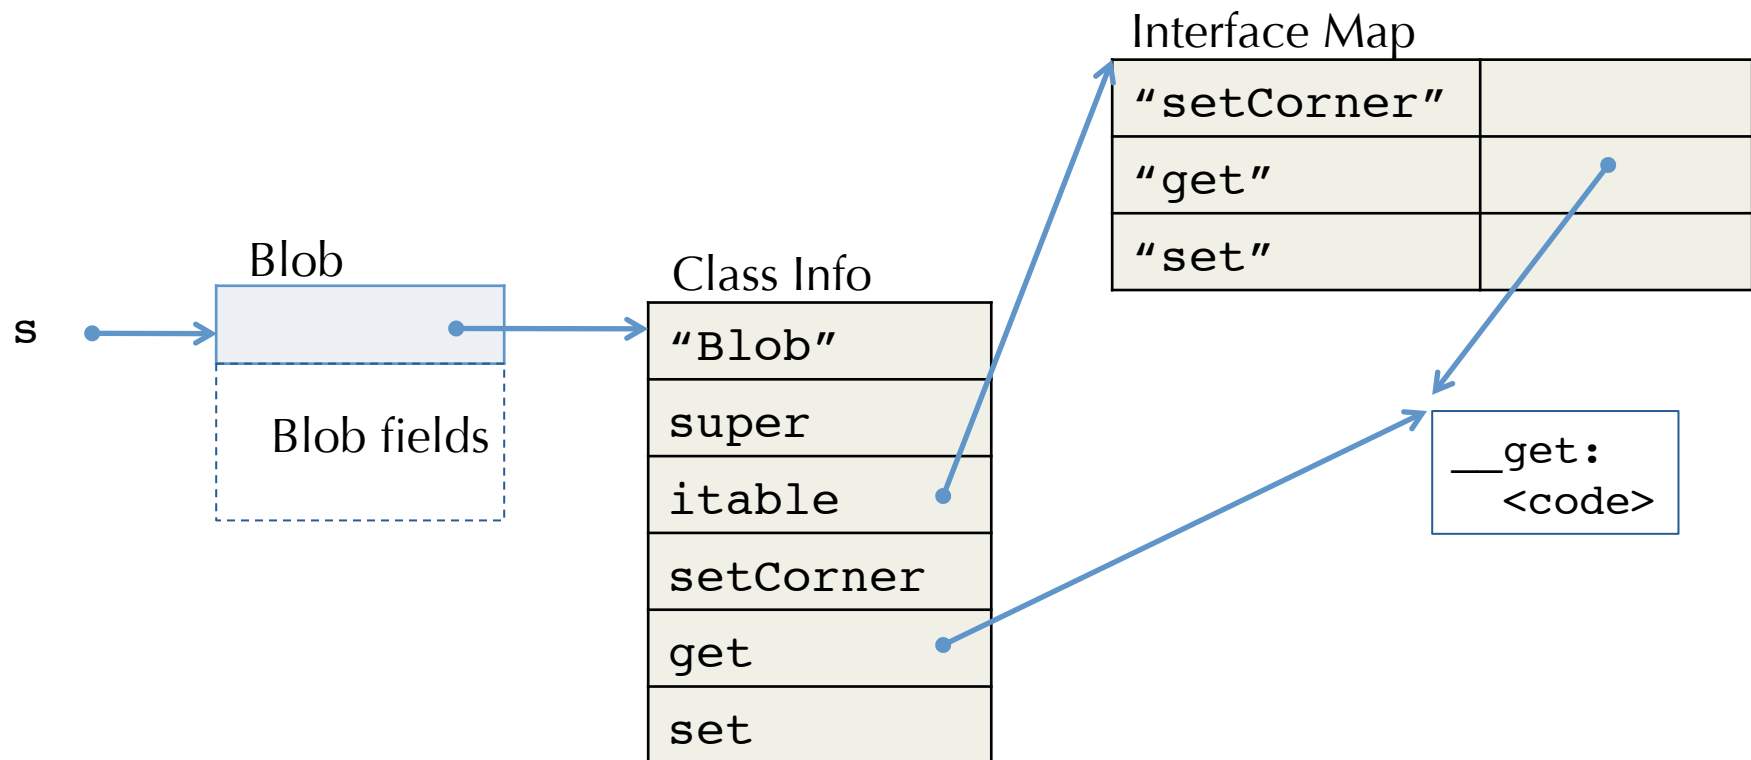 Interface Map
“setCorner”
“get”
“set”
Blob
s
Blob fields
Class Info
“Blob”
super
itable
setCorner
get
set
__get:
<code>